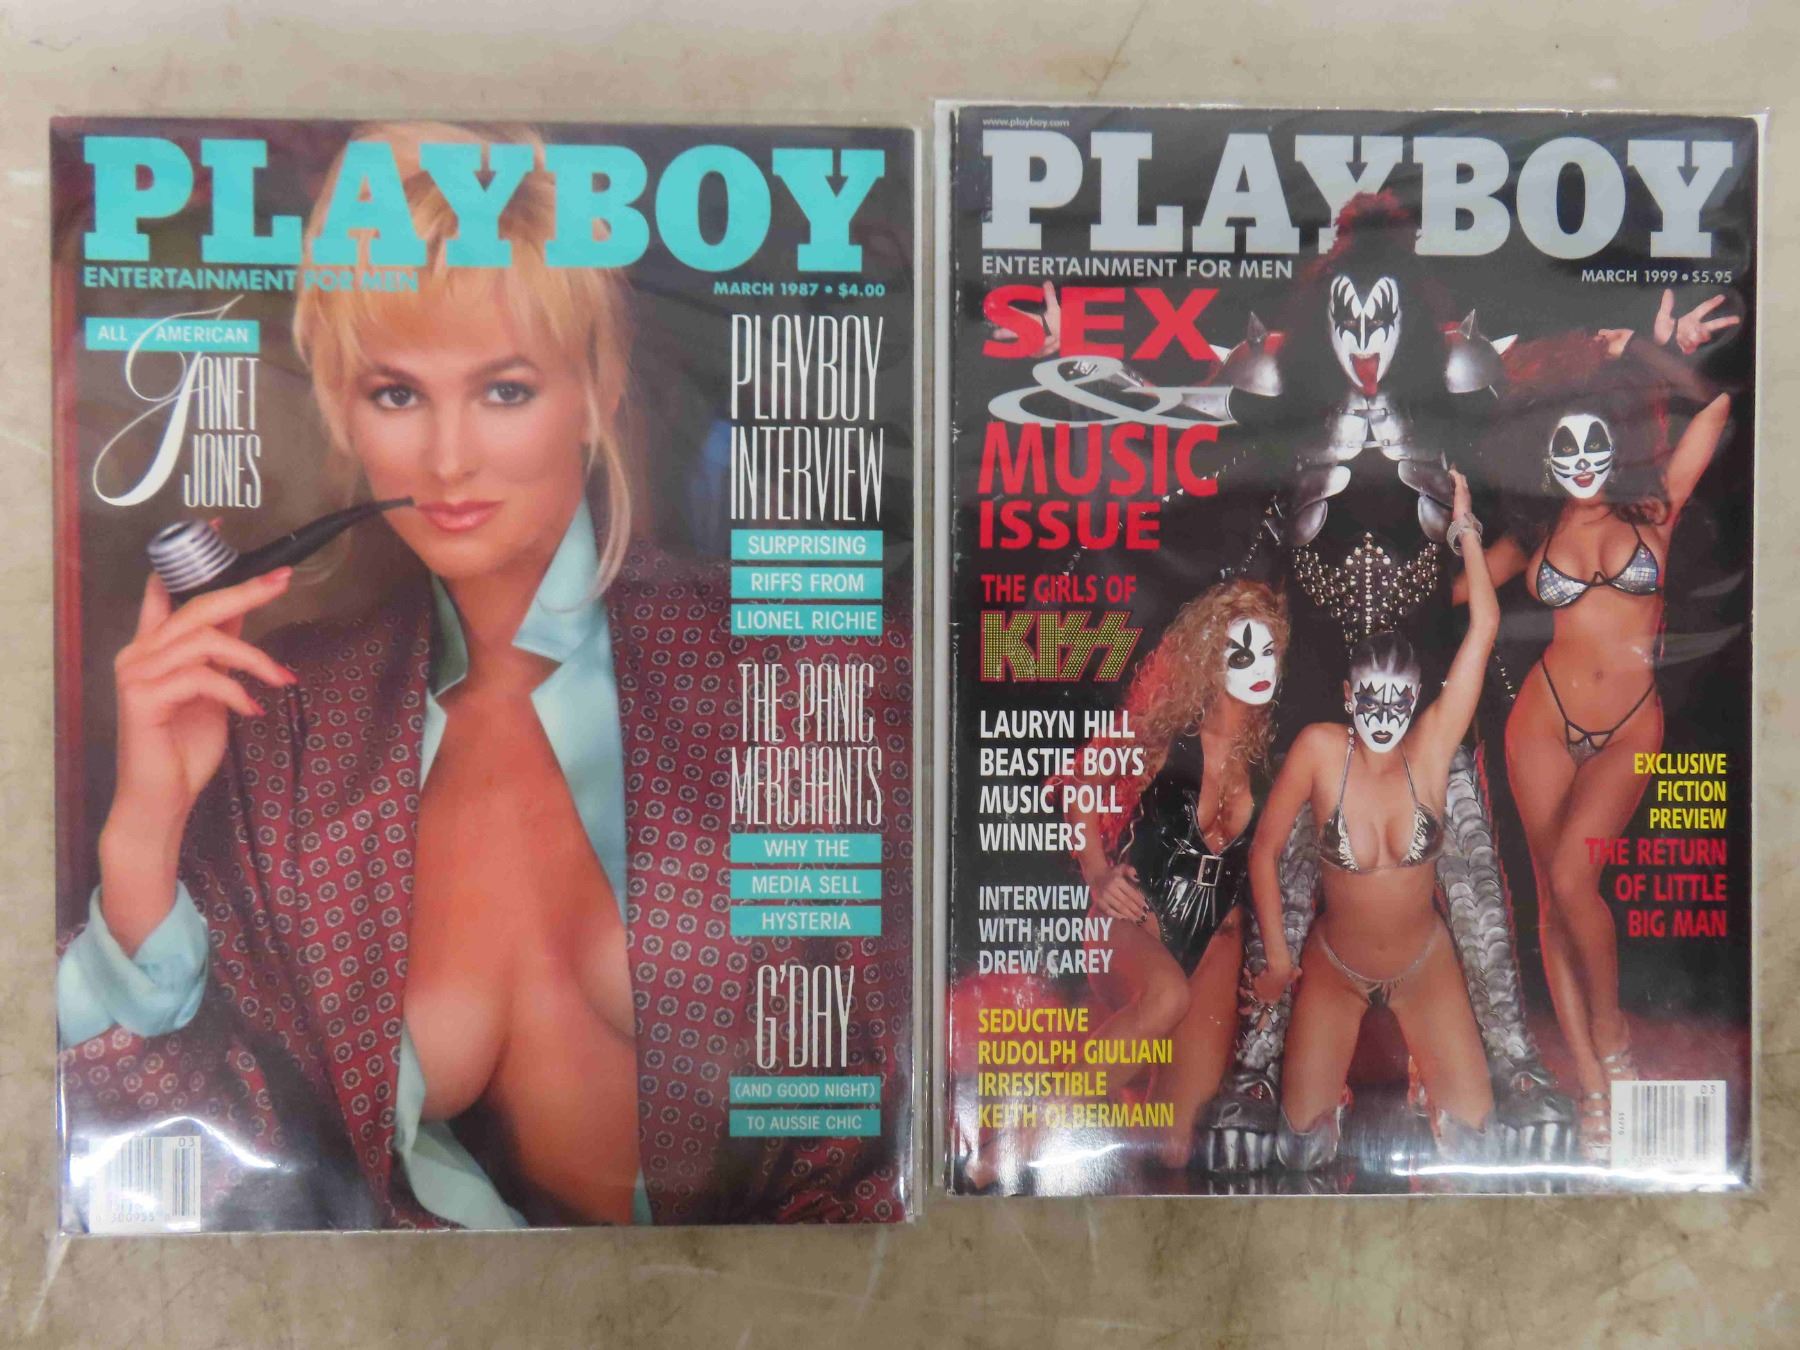 PLAYBOY
ENTERTAINMENT FOR MEN
MARCH 1987 • $4.00
ALL-AMERICAN
JANET
JONES
PLAYBOY
INTERVIEW
SURPRISING
RIFFS FROM
LIONEL RICHIE
THE PANIC
MERCHANTS
WHY THE
MEDIA SELL
HYSTERIA
G'DAY
(AND GOOD NIGHT)
TO AUSSIE CHIC
03
www.playboy.com
PLAYBOY
ENTERTAINMENT FOR MEN
MARCH 1999 • $5.95
SEX
&
MUSIC
ISSUE
THE GIRLS OF
KISS
LAURYN HILL
BEASTIE BOYS
MUSIC POLL
WINNERS
INTERVIEW
WITH HORNY
DREW CAREY
SEDUCTIVE
RUDOLPH GIULIANI
IRRESISTIBLE
KEITH OLBERMANN
EXCLUSIVE
FICTION
PREVIEW
THE RETURN
OF LITTLE
BIG MAN
03